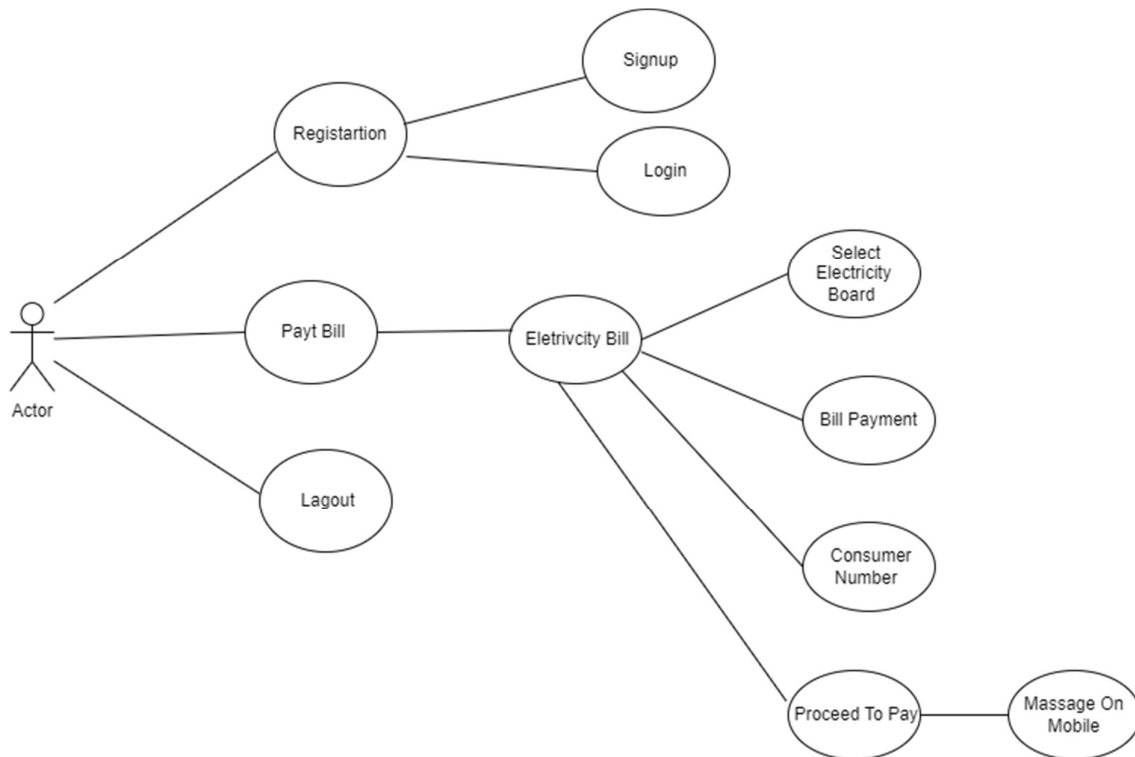 Signup
Registartion
Login
Select
Electricity
Board
Payt Bill
Eletrivcity Bill
Actor
Bill Payment
Lagout
Consumer
Number
Proceed To Pay
Massage On
Mobile